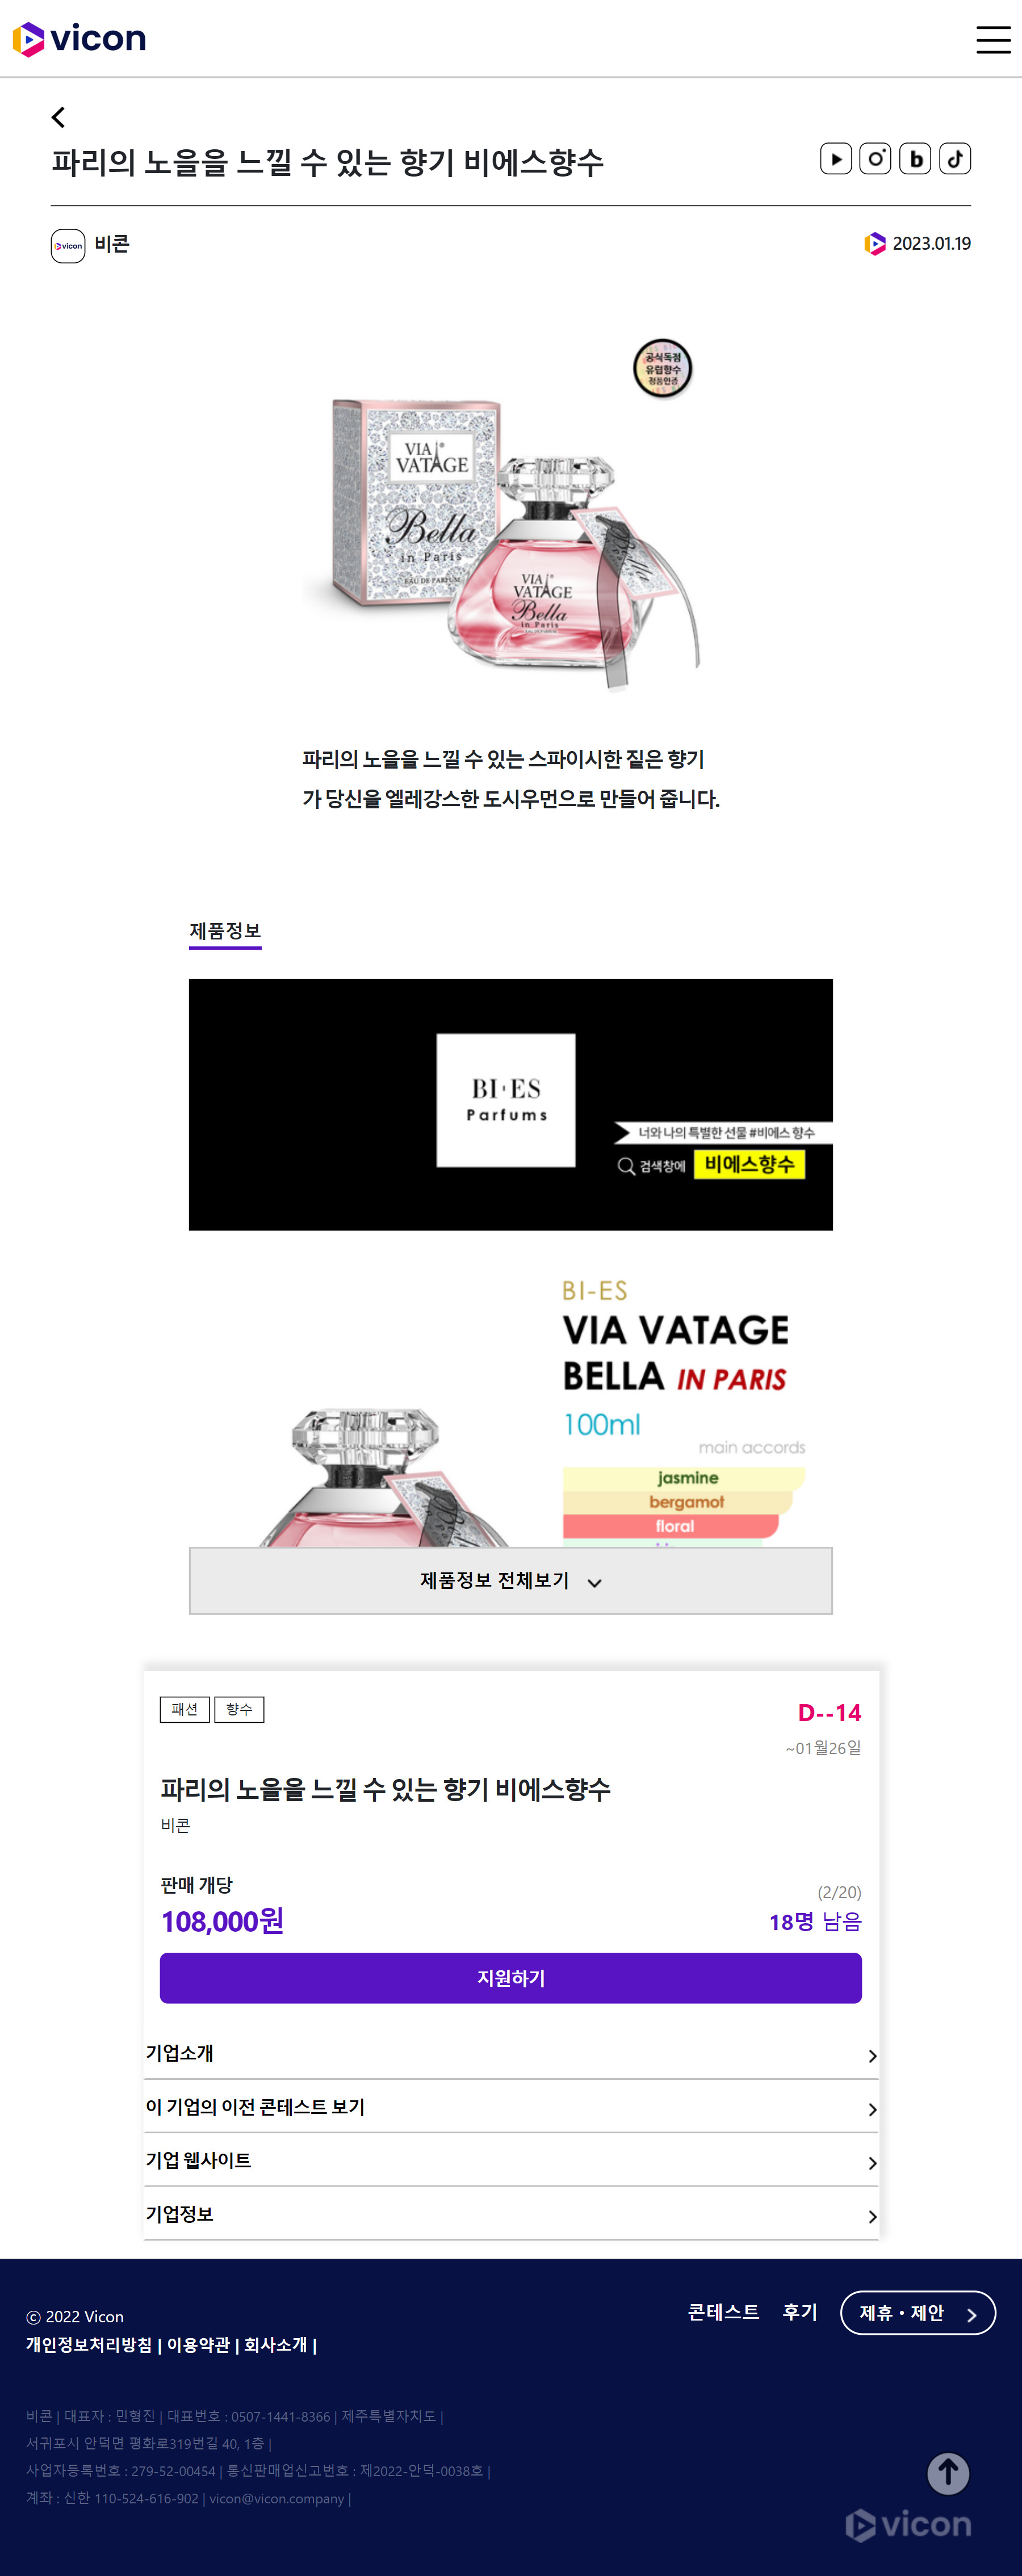 vicon
파리의 노을을 느낄 수 있는 향기 비에스향수
vicon 비콘
2023.01.19
공식독점
유럽향수
정품인증
VIA
VATAGE
Bella
in Paris
EAU DE PARFUM
VIA
VATAGE
Bella
in Paris
파리의 노을을 느낄 수 있는 스파이시한 짙은 향기
가 당신을 엘레강스한 도시우먼으로 만들어 줍니다.
제품정보
BI·ES
Parfums
너와 나의 특별한 선물 #비에스 향수
검색창에 비에스향수
BI-ES
VIA VATAGE
BELLA IN PARIS
100ml
main accords
jasmine
bergamot
floral
제품정보 전체보기
패션 향수
D--14
~01월26일
파리의 노을을 느낄 수 있는 향기 비에스향수
비콘
판매 개당
(2/20)
108,000원
18명 남음
지원하기
기업소개
이 기업의 이전 콘테스트 보기
기업 웹사이트
기업정보
콘테스트 후기 제휴 • 제안
ⓒ 2022 Vicon
개인정보처리방침 | 이용약관 | 회사소개 |
비콘 | 대표자 : 민형진 | 대표번호 : 0507-1441-8366 | 제주특별자치도 |
서귀포시 안덕면 평화로319번길 40, 1층 |
사업자등록번호 : 279-52-00454 | 통신판매업신고번호 : 제2022-안덕-0038호 |
계좌 : 신한 110-524-616-902 | vicon@vicon.company |
vicon